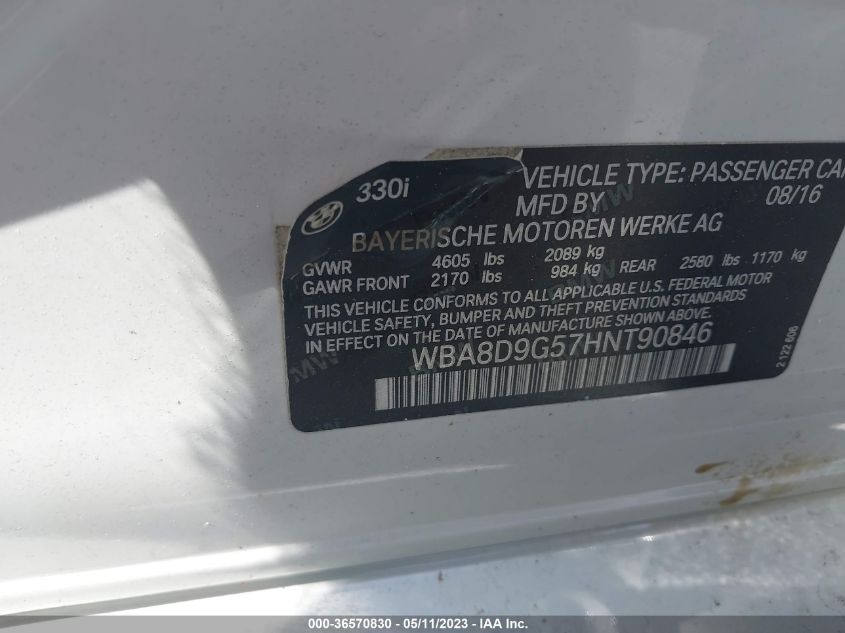 330i
VEHICLE TYPE: PASSENGER CAR
MFD BY 08/16
BAYERISCHE MOTOREN WERKE AG
GVWR 4605 lbs 2089 kg
GAWR FRONT 2170 lbs 984 kg REAR 2580 lbs 1170 kg
THIS VEHICLE CONFORMS TO ALL APPLICABLE U.S. FEDERAL MOTOR
VEHICLE SAFETY, BUMPER AND THEFT PREVENTION STANDARDS
IN EFFECT ON THE DATE OF MANUFACTURE SHOWN ABOVE.
WBA8D9G57HNT90846
2.122 606
000-36570830 - 05/11/2023 - IAA Inc.